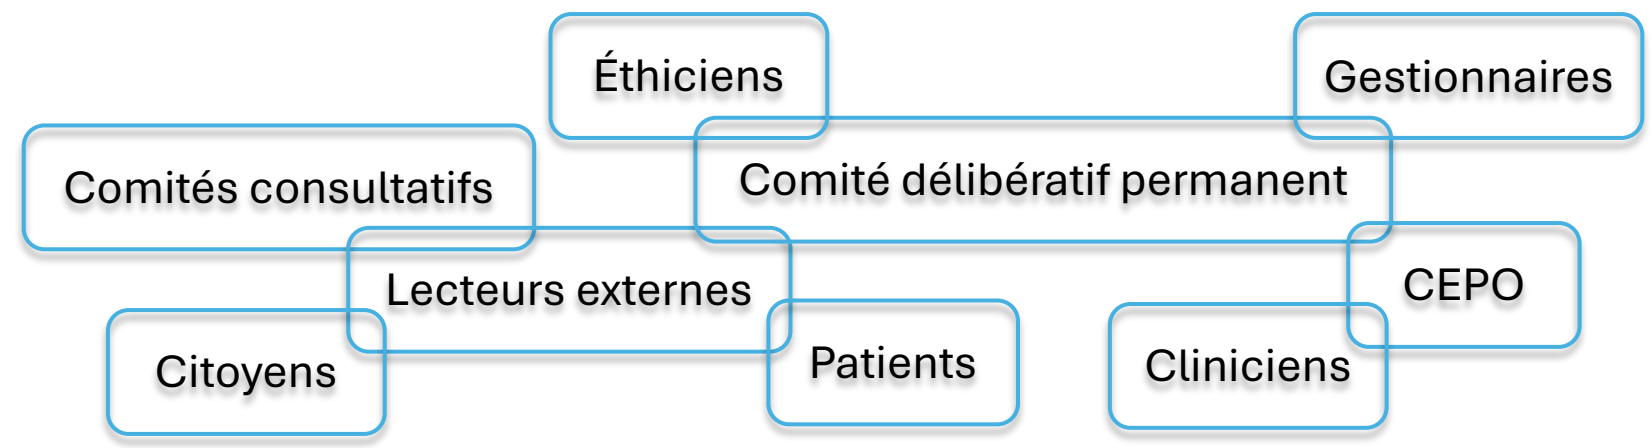 Éthiciens
Gestionnaires
Comités consultatifs
Comité délibératif permanent
Lecteurs externes
CEPO
Citoyens
Patients
Cliniciens